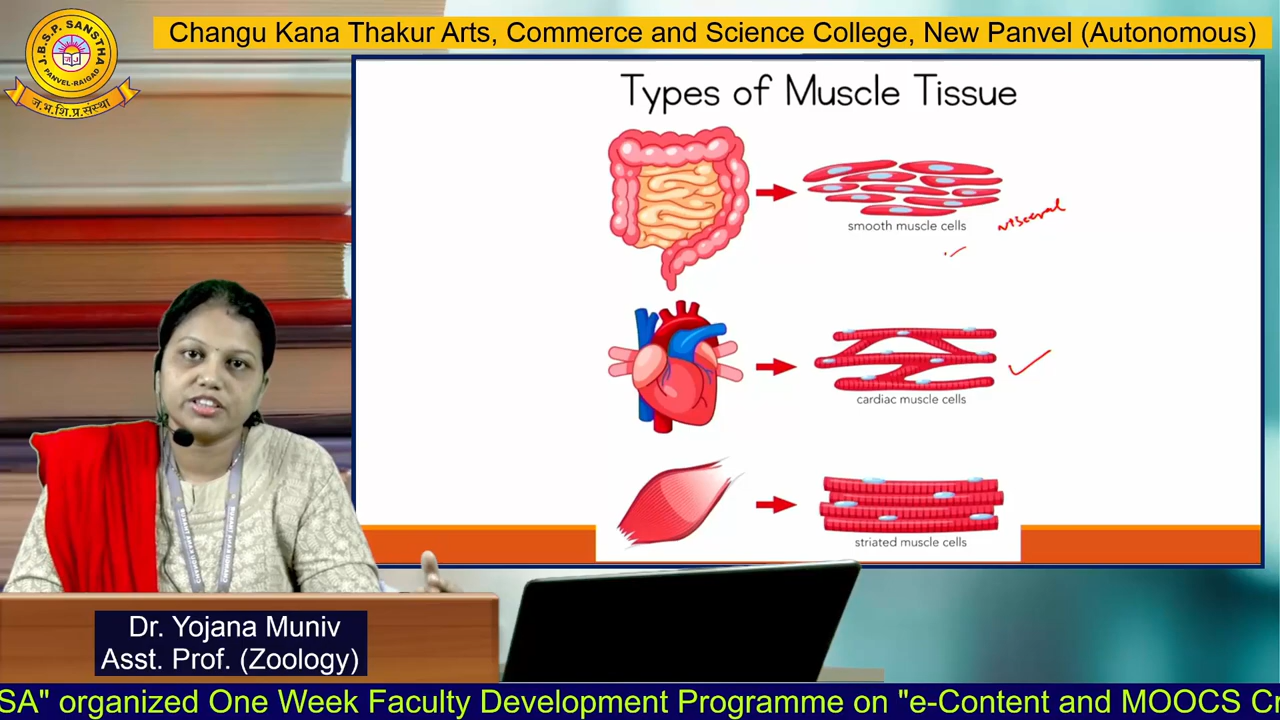 J.B.S.P. SANSTHA
PANVEL-RAIGAD
ज.भ.शि.प्र.संस्था
Changu Kana Thakur Arts, Commerce and Science College, New Panvel (Autonomous)
Types of Muscle Tissue
smooth muscle cells
visceral
cardiac muscle cells
striated muscle cells
Dr. Yojana Muniv
Asst. Prof. (Zoology)
SA" organized One Week Faculty Development Programme on "e-Content and MOOCS Cr